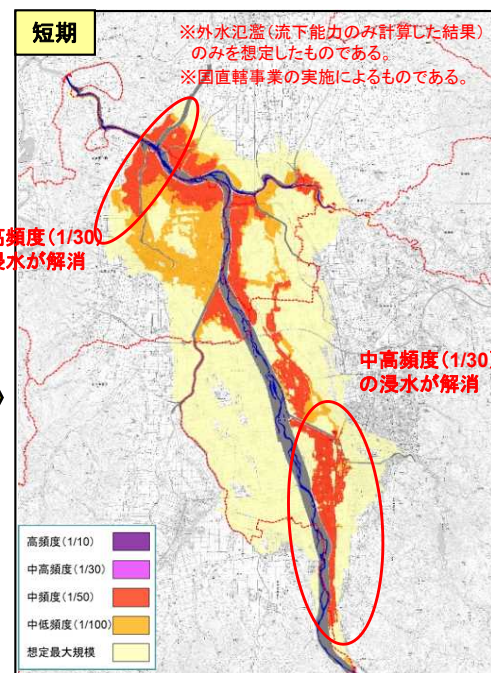 短期
※外水氾濫(流下能力のみ計算した結果)
のみを想定したものである。
※国直轄事業の実施によるものである。
高頻度(1/30)
浸水が解消
中高頻度(1/30)
の浸水が解消
高頻度(1/10)
中高頻度(1/30)
中頻度(1/50)
中低頻度(1/100)
想定最大規模